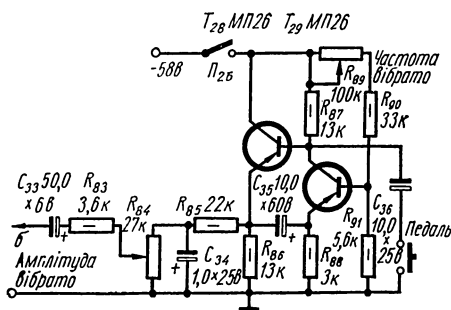 T28 МП26
T29 МП26
-58В
П2б
Частота
вібрато
R89
100к
R87
13к
R90
33к
C33 50,0
× 6В
R83
3,6к
R84
27к
R85 22к
C35 10,0
× 60В
C36
10,0
× 25В
R91
5,6к
Педаль
б
Амглітуда
вібрато
C34
1,0 × 25В
R86
13к
R88
3к
+
+
+